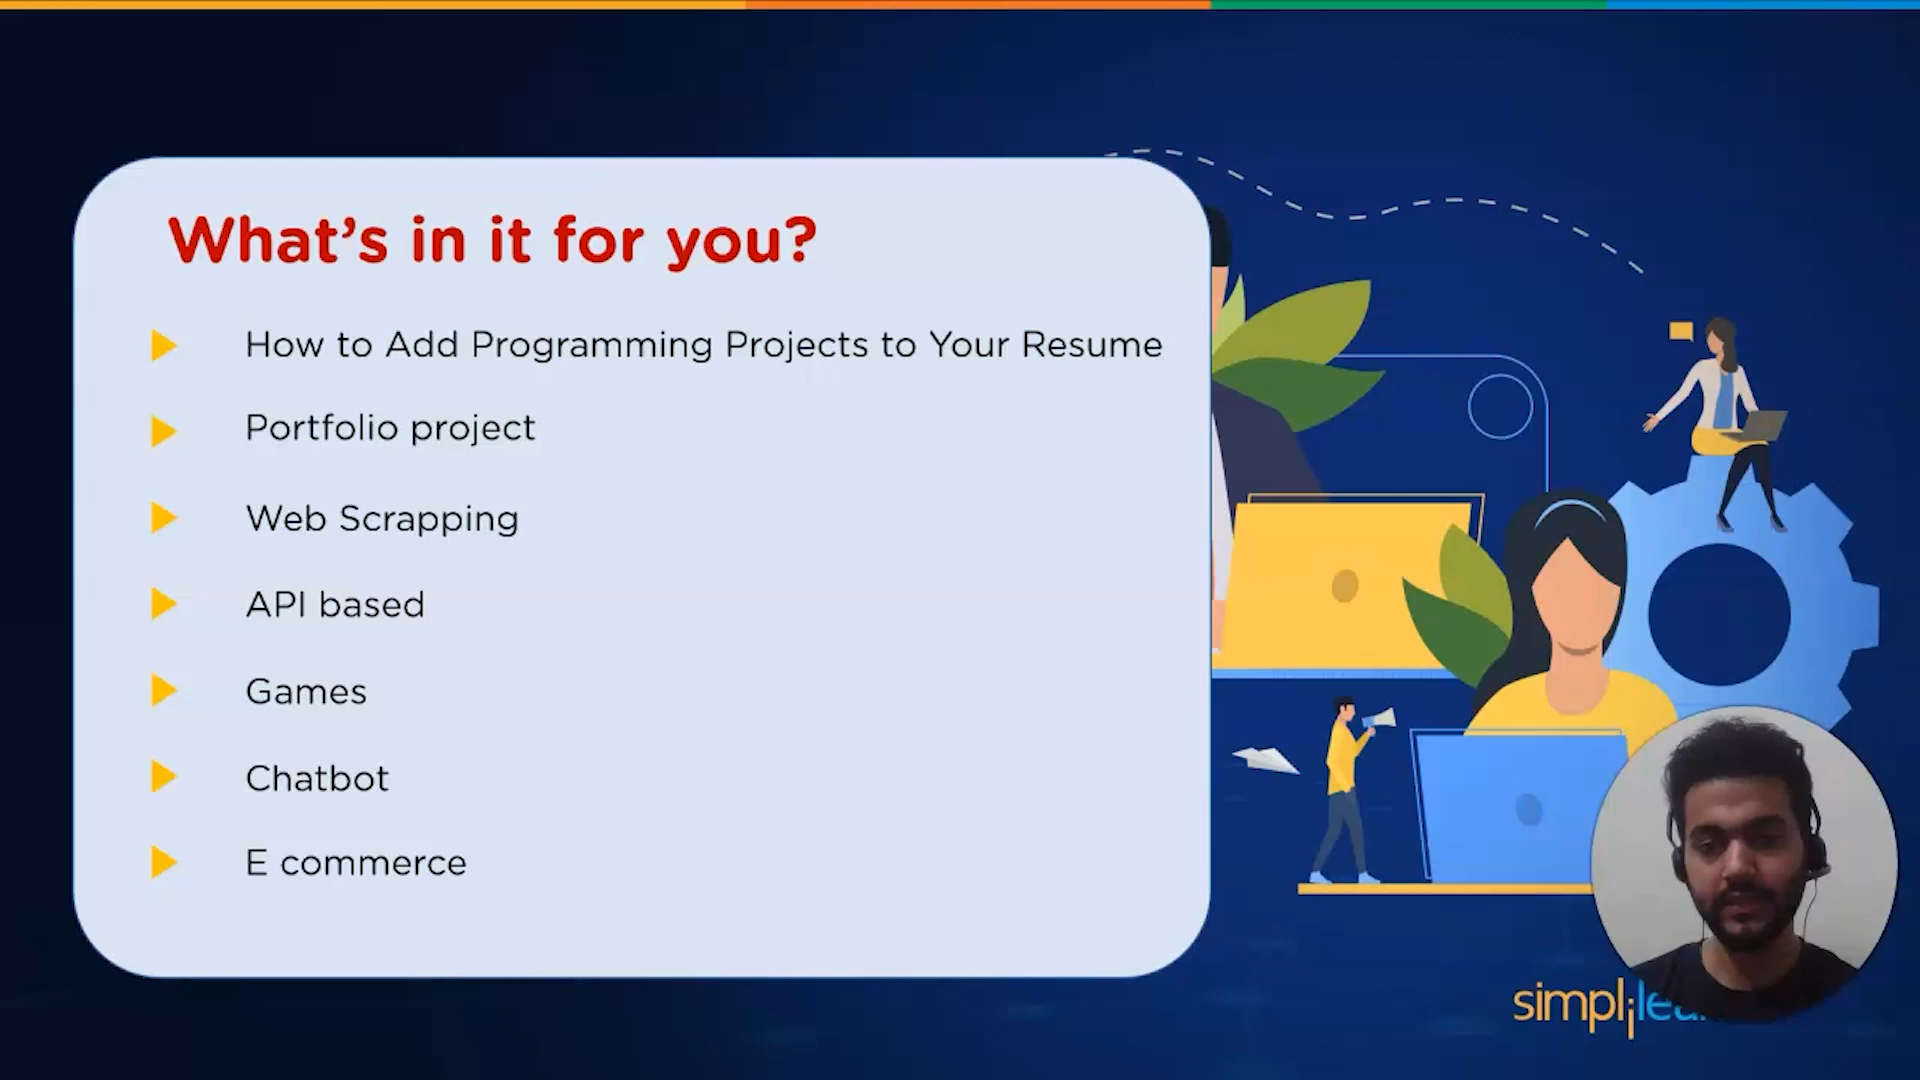 What's in it for you?
How to Add Programming Projects to Your Resume
Portfolio project
Web Scrapping
API based
Games
Chatbot
E commerce